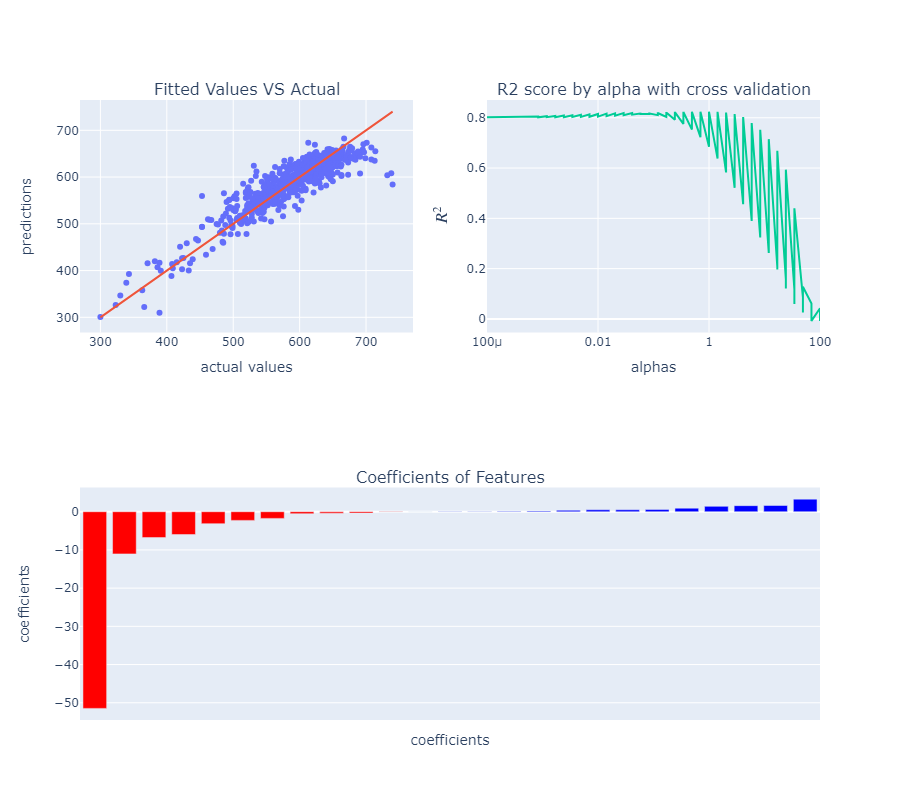 Fitted Values VS Actual
700
600
500
400
300
predictions
300 400 500 600 700
actual values
R2 score by alpha with cross validation
0.8
0.6
0.4
0.2
0
R²
100μ 0.01 1 100
alphas
Coefficients of Features
0
−10
−20
−30
−40
−50
coefficients
coefficients